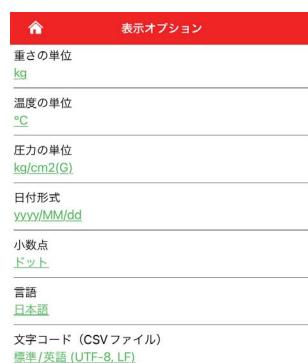 表示オプション
重さの単位
kg
温度の単位
°C
圧力の単位
kg/cm2(G)
日付形式
yyyy/MM/dd
小数点
ドット
言語
日本語
文字コード（CSVファイル）
標準/英語 (UTF-8, LF)